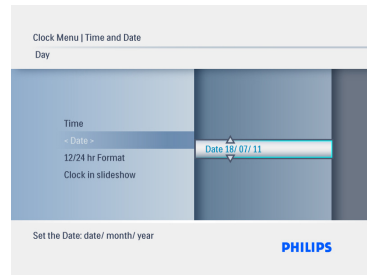 Clock Menu | Time and Date
Day
Time
< Date >
Date 18/ 07/ 11
12/24 hr Format
Clock in slideshow
Set the Date: date/ month/ year
PHILIPS